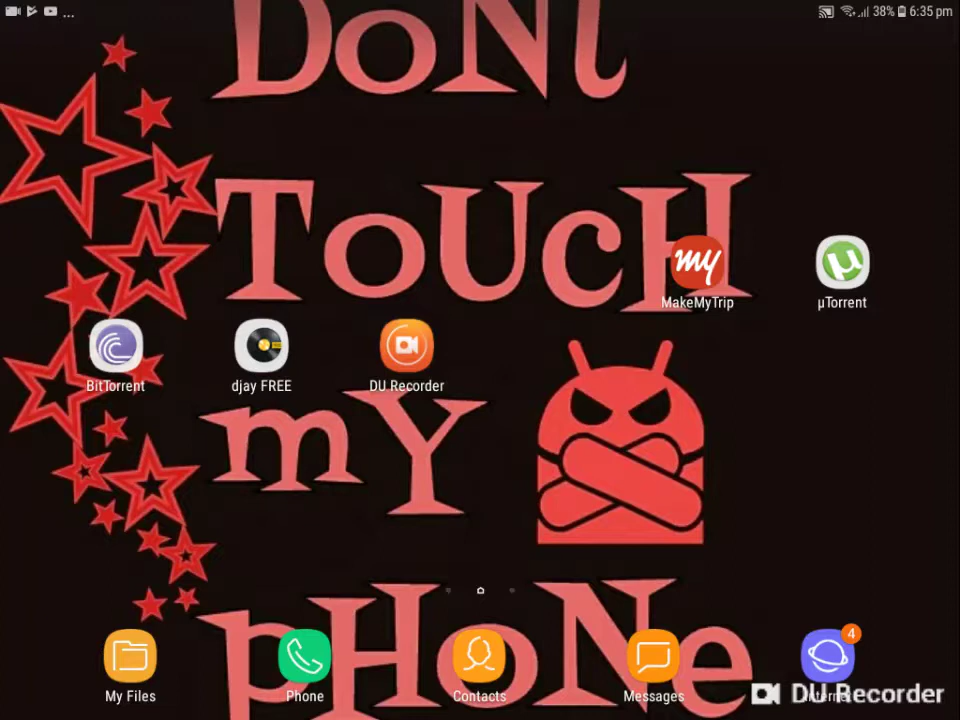 ... 38% 6:35 pm
DoNt
ToUcH
my
MakeMyTrip
µ
µTorrent
BitTorrent
djay FREE
DU Recorder
mY
pHoNe
My Files
Phone
Contacts
Messages
4
DU Recorder